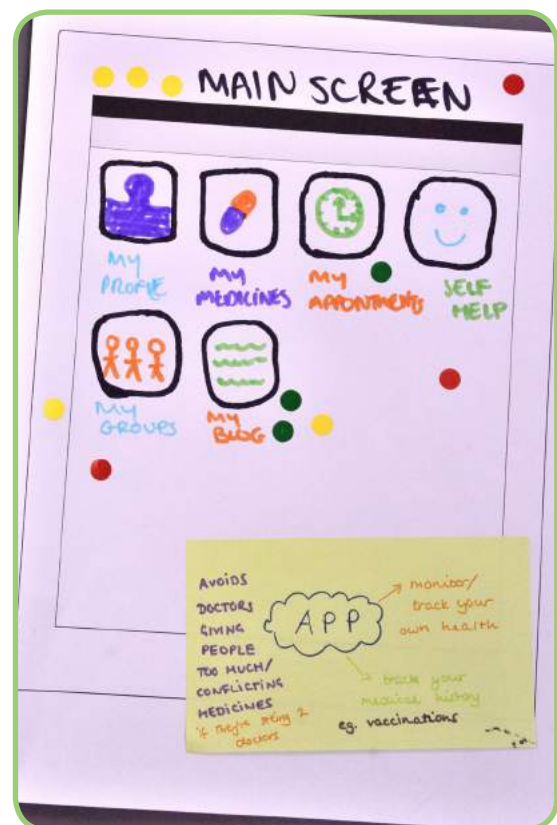 MAIN SCREEN
MY
PROFILE
MY
MEDICINES
MY
APPOINTMENTS
SELF
HELP
MY
GROUPS
MY
BLOG
AVOIDS
DOCTORS
GIVING
PEOPLE
TOO MUCH/
CONFLICTING
MEDICINES
if they're seeing 2
doctors
APP
monitor/
track your
own health
track your
medical history
eg. vaccinations